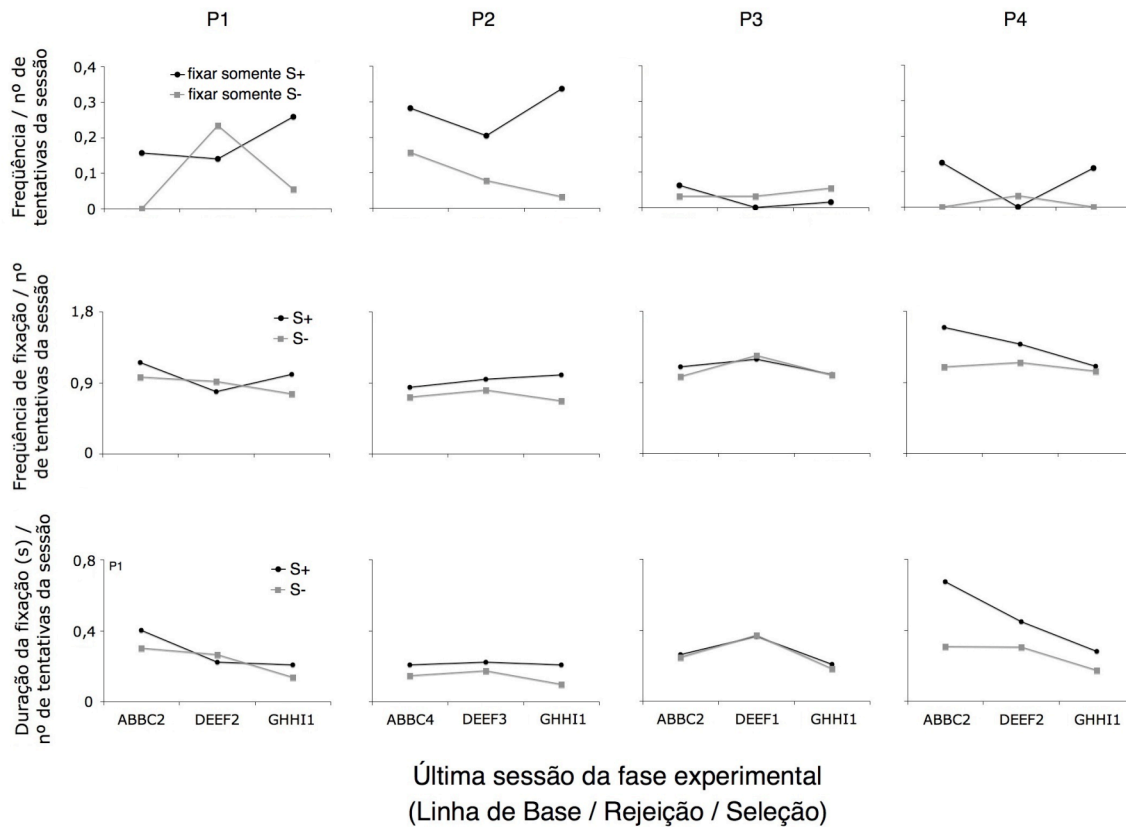 P1 P2 P3 P4
Freqüência / nº de
tentativas da sessão
0,4
0,3
0,2
0,1
0
fixar somente S+
fixar somente S-
Freqüência de fixação / nº
de tentativas da sessão
1,8
0,9
0
S+
S-
Duração da fixação (s) /
nº de tentativas da sessão
0,8
0,4
0
P1
S+
S-
ABBC2 DEEF2 GHHI1 ABBC4 DEEF3 GHHI1 ABBC2 DEEF1 GHHI1 ABBC2 DEEF2 GHHI1
Última sessão da fase experimental
(Linha de Base / Rejeição / Seleção)